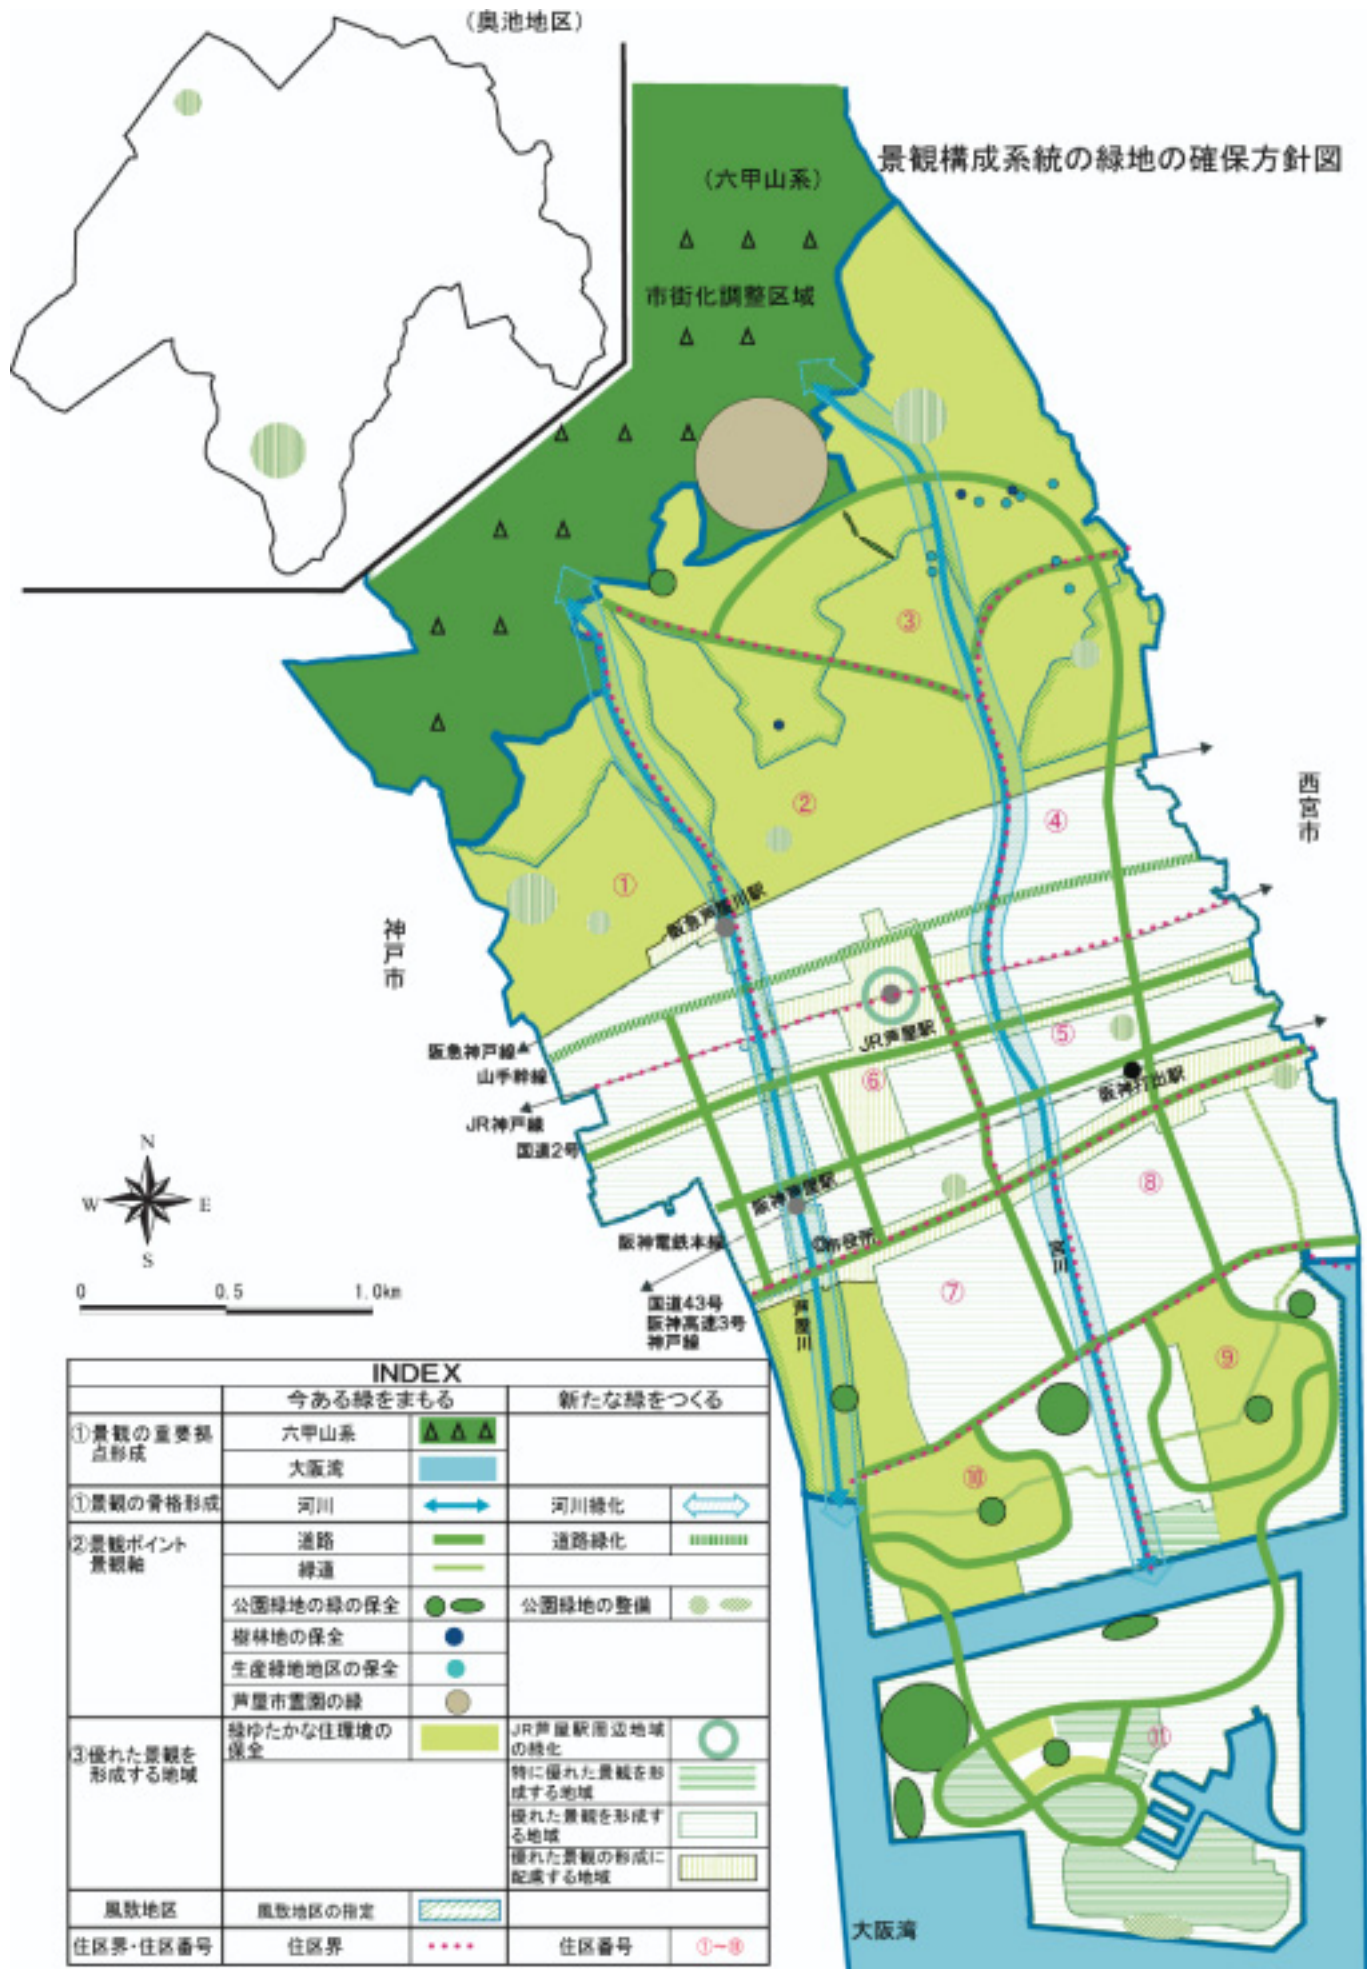 (奥池地区)
景観構成系統の緑地の確保方針図
(六甲山系)
市街化調整区域
③
②
④
①
西宮市
神戸市
阪急芦屋川駅
JR芦屋駅
⑤
⑥
阪神打出駅
阪急神戸線
山手幹線
JR神戸線
国道2号
⑧
阪神芦屋駅
市役所
阪神電鉄本線
宮川
⑦
国道43号
阪神高速3号
神戸線
芦屋川
⑨
⑩
⑪
大阪湾
N
W E
S
0 0.5 1.0km
INDEX
今ある緑をまもる 新たな緑をつくる
①景観の重要拠
点形成
六甲山系
大阪湾
①景観の骨格形成 河川 河川緑化
②景観ポイント
景観軸
道路 道路緑化
緑道
公園緑地の緑の保全 公園緑地の整備
樹林地の保全
生産緑地地区の保全
芦屋市霊園の緑
③優れた景観を
形成する地域
緑ゆたかな住環境の
保全
JR芦屋駅周辺地域
の緑化
特に優れた景観を形
成する地域
優れた景観を形成す
る地域
優れた景観の形成に
配慮する地域
風致地区 風致地区の指定
住区界・住区番号 住区界 住区番号